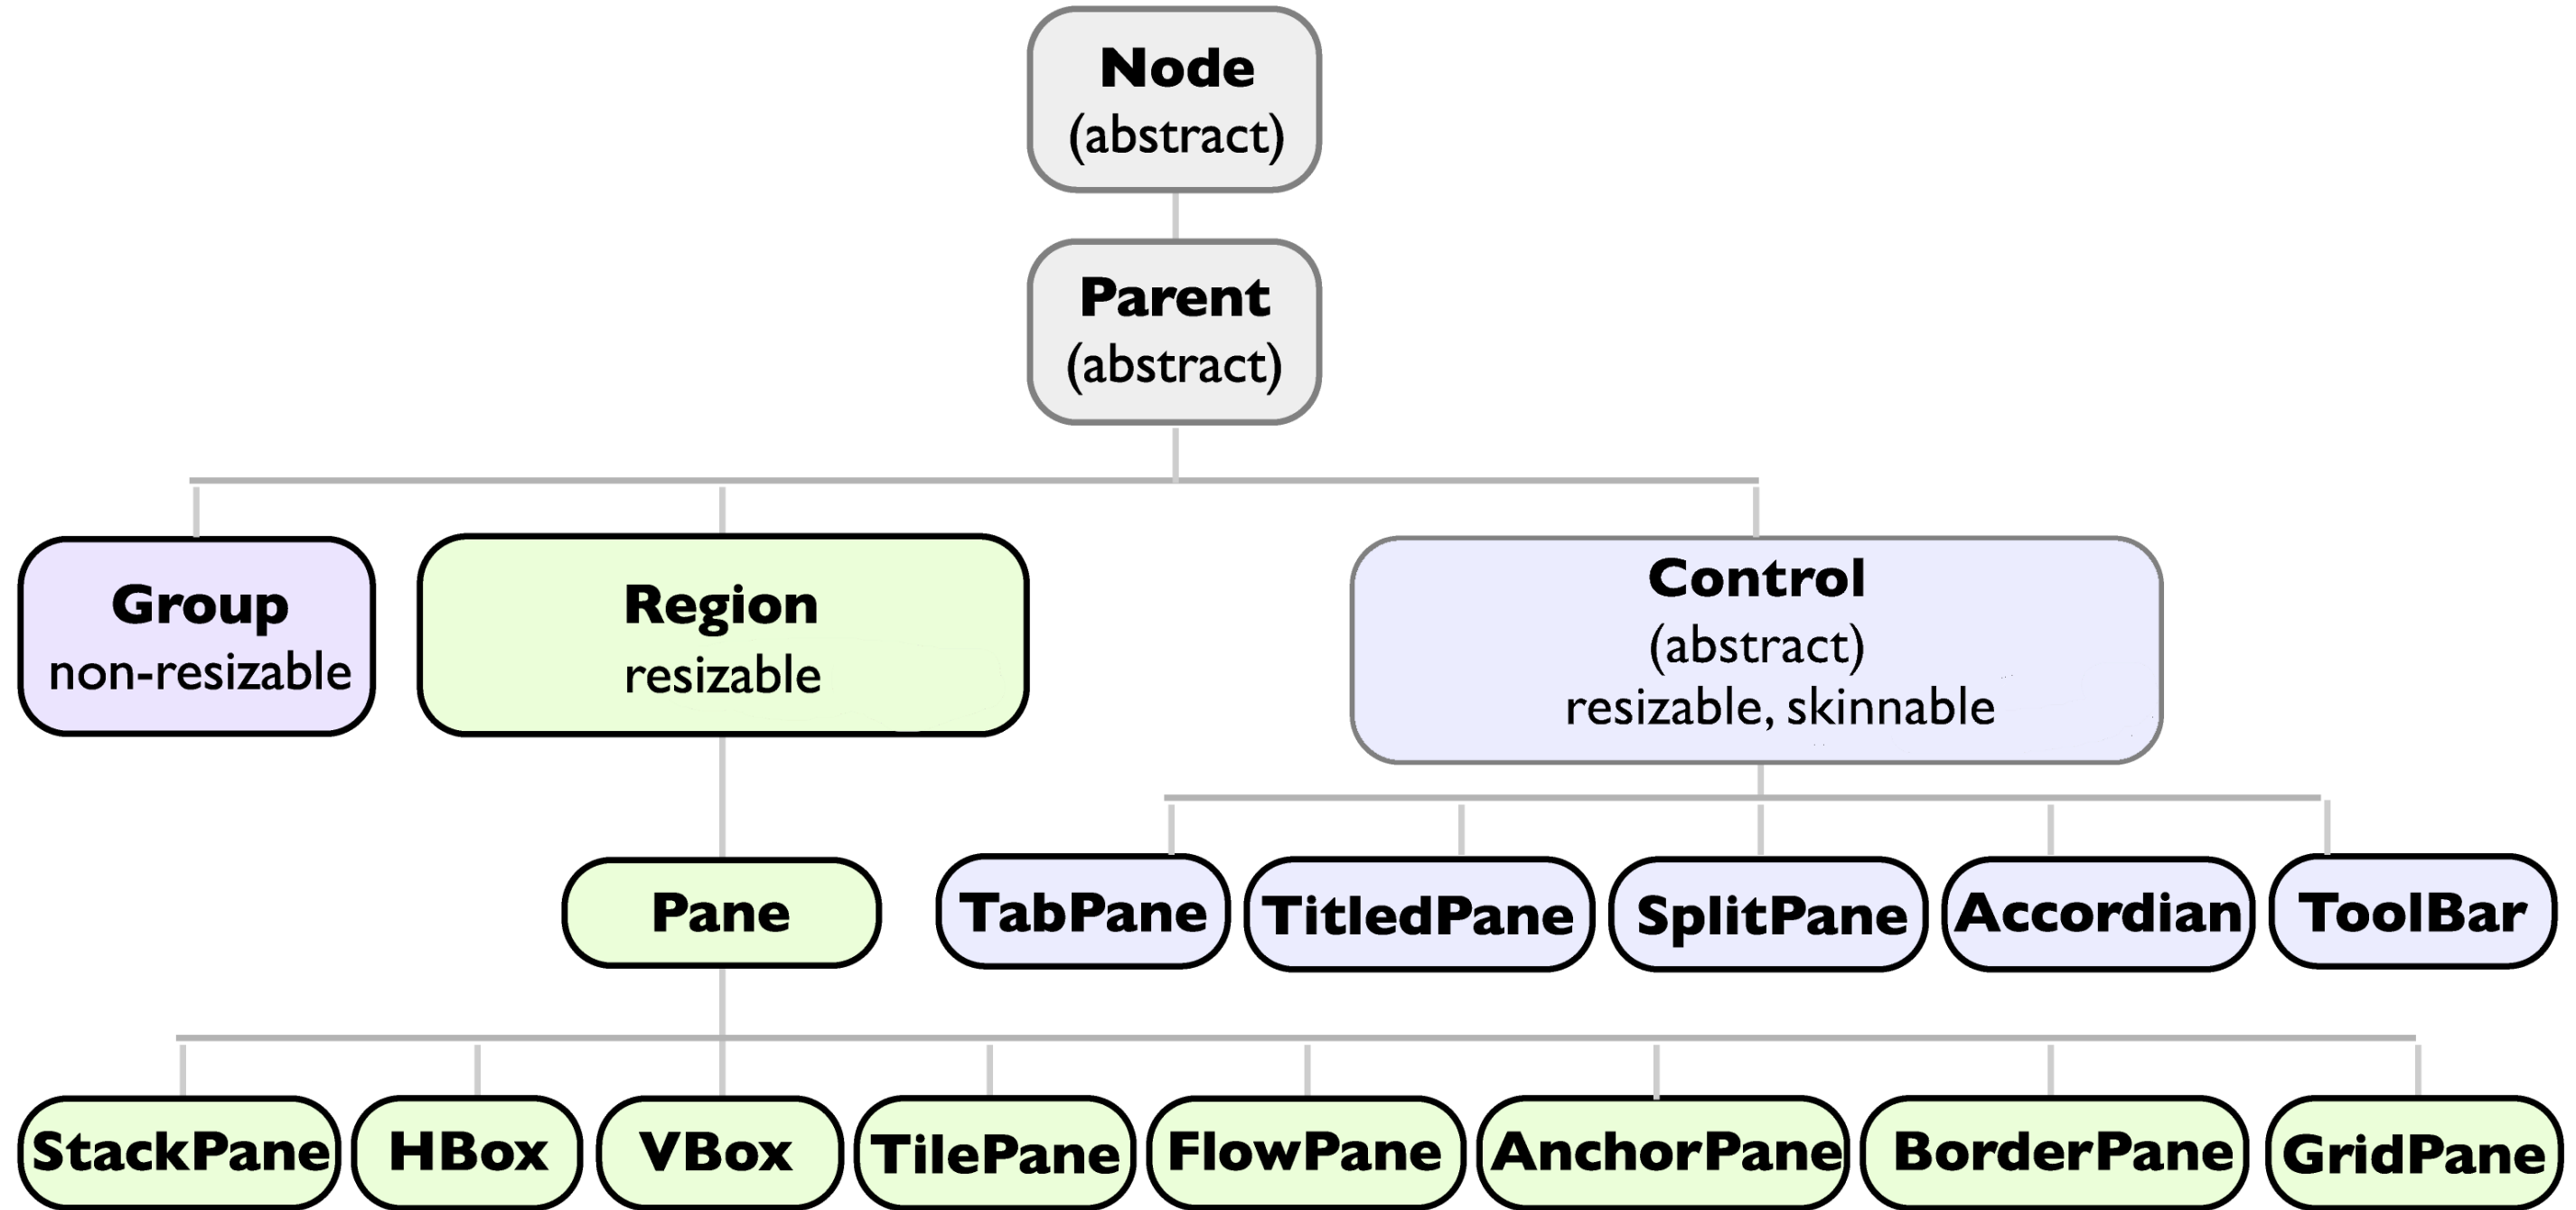 Node
(abstract)
Parent
(abstract)
Group
non-resizable
Region
resizable
Control
(abstract)
resizable, skinnable
Pane
TabPane
TitledPane
SplitPane
Accordian
ToolBar
StackPane
HBox
VBox
TilePane
FlowPane
AnchorPane
BorderPane
GridPane